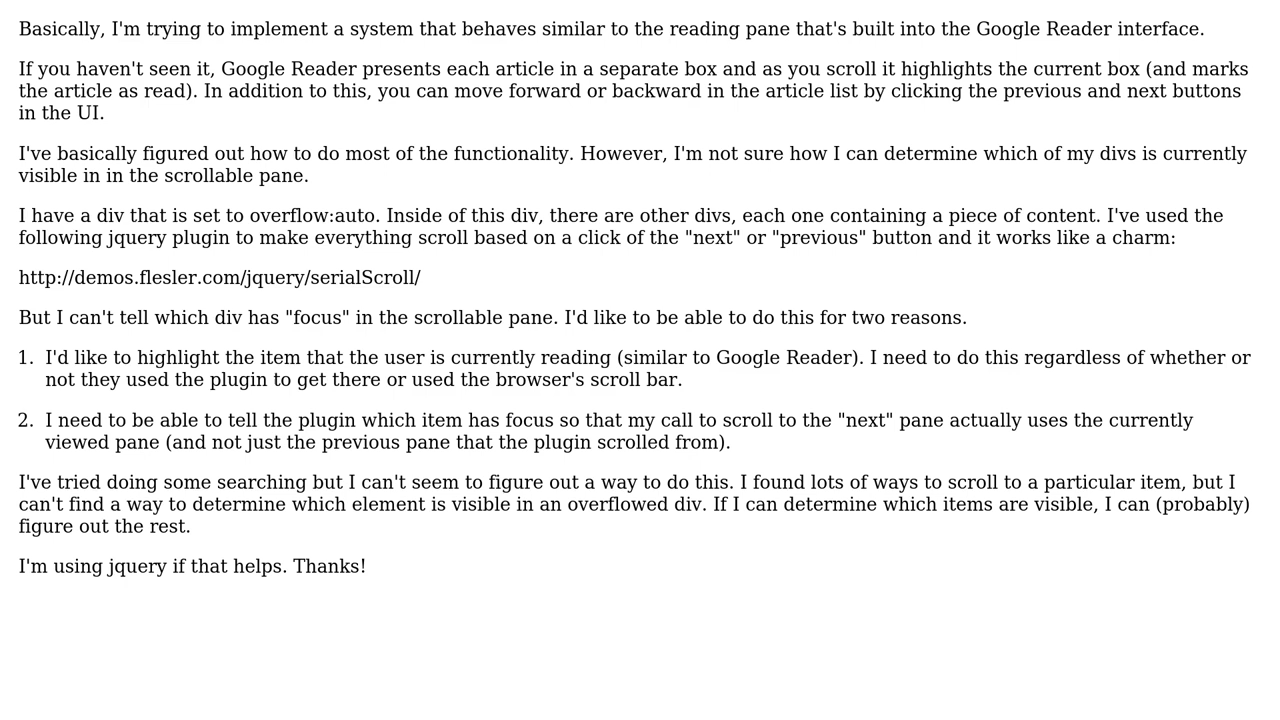 Basically, I'm trying to implement a system that behaves similar to the reading pane that's built into the Google Reader interface.
If you haven't seen it, Google Reader presents each article in a separate box and as you scroll it highlights the current box (and marks
the article as read). In addition to this, you can move forward or backward in the article list by clicking the previous and next buttons
in the UI.
I've basically figured out how to do most of the functionality. However, I'm not sure how I can determine which of my divs is currently
visible in in the scrollable pane.
I have a div that is set to overflow:auto. Inside of this div, there are other divs, each one containing a piece of content. I've used the
following jquery plugin to make everything scroll based on a click of the "next" or "previous" button and it works like a charm:
http://demos.flesler.com/jquery/serialScroll/
But I can't tell which div has "focus" in the scrollable pane. I'd like to be able to do this for two reasons.
1. I'd like to highlight the item that the user is currently reading (similar to Google Reader). I need to do this regardless of whether or
not they used the plugin to get there or used the browser's scroll bar.
2. I need to be able to tell the plugin which item has focus so that my call to scroll to the "next" pane actually uses the currently
viewed pane (and not just the previous pane that the plugin scrolled from).
I've tried doing some searching but I can't seem to figure out a way to do this. I found lots of ways to scroll to a particular item, but I
can't find a way to determine which element is visible in an overflowed div. If I can determine which items are visible, I can (probably)
figure out the rest.
I'm using jquery if that helps. Thanks!